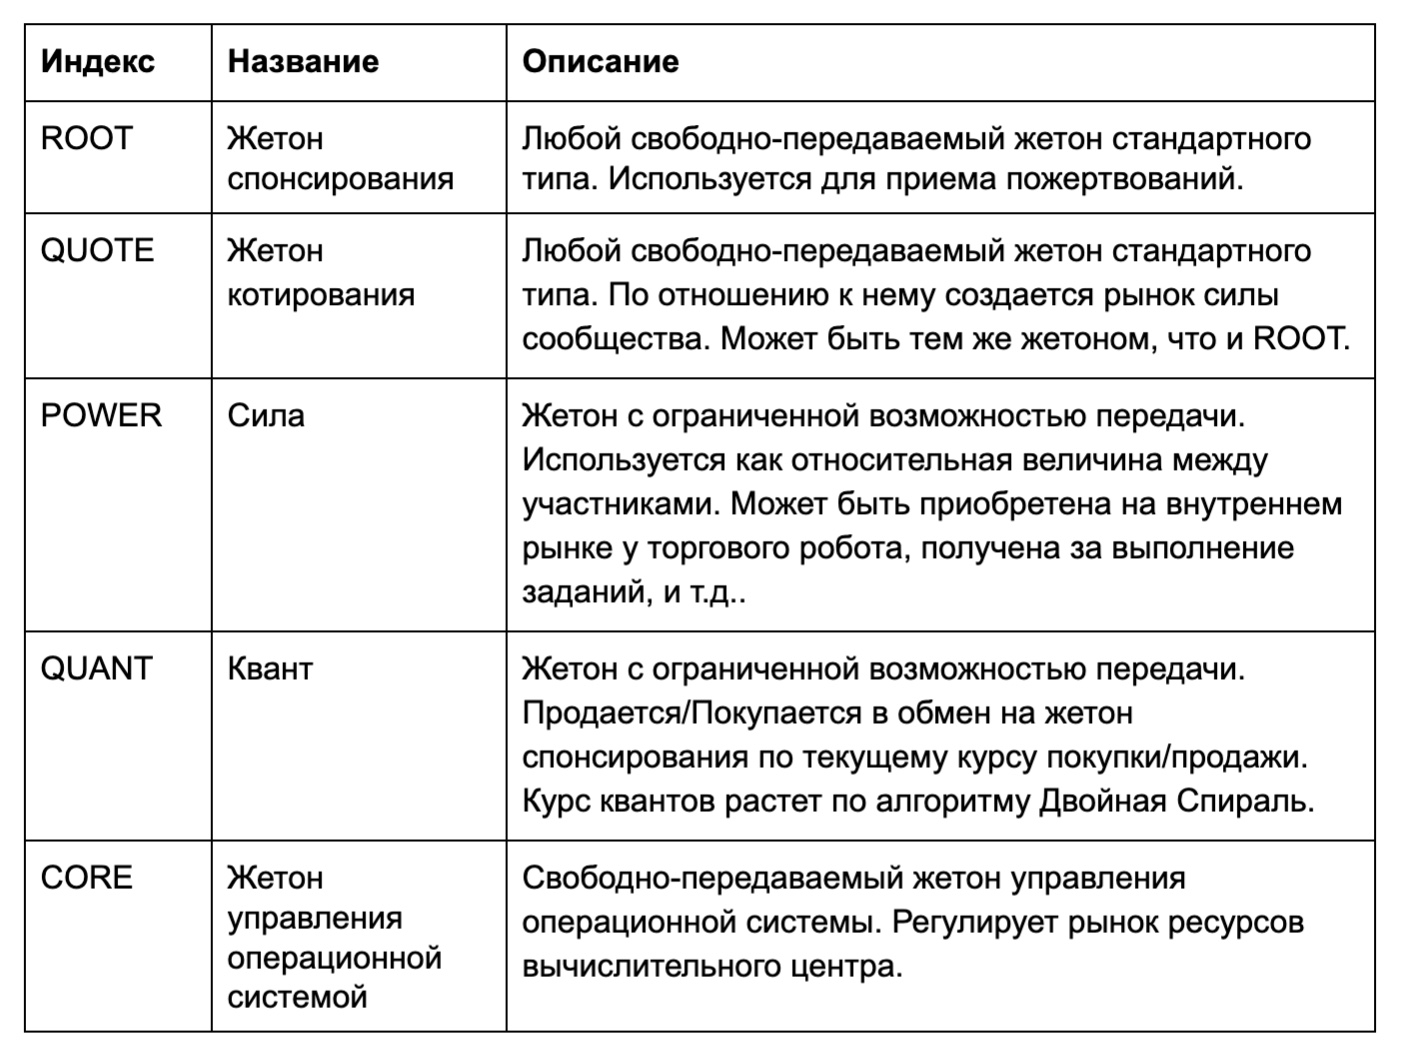 Индекс Название Описание
ROOT Жетон спонсирования Любой свободно-передаваемый жетон стандартного
типа. Используется для приема пожертвований.
QUOTE Жетон котирования Любой свободно-передаваемый жетон стандартного
типа. По отношению к нему создается рынок силы
сообщества. Может быть тем же жетоном, что и ROOT.
POWER Сила Жетон с ограниченной возможностью передачи.
Используется как относительная величина между
участниками. Может быть приобретена на внутреннем
рынке у торгового робота, получена за выполнение
заданий, и т.д..
QUANT Квант Жетон с ограниченной возможностью передачи.
Продается/Покупается в обмен на жетон
спонсирования по текущему курсу покупки/продажи.
Курс квантов растет по алгоритму Двойная Спираль.
CORE Жетон управления операционной системой Свободно-передаваемый жетон управления
операционной системы. Регулирует рынок ресурсов
вычислительного центра.